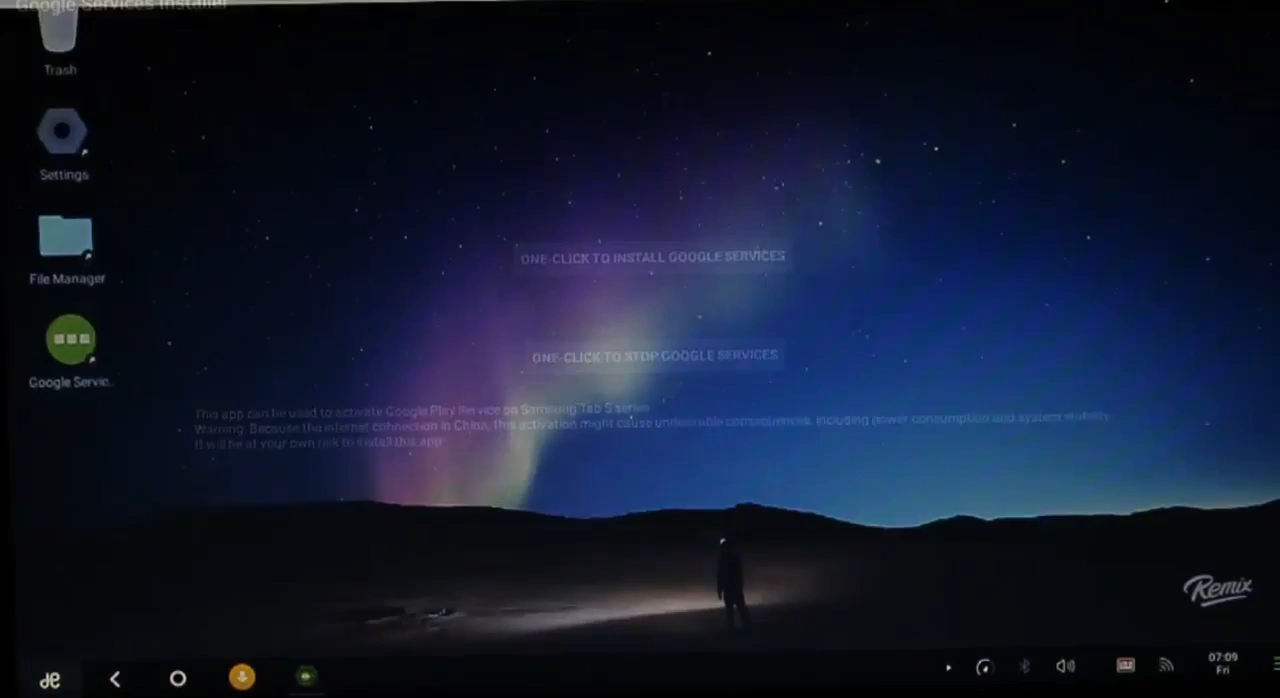 Google Services Installer
Trash
Settings
File Manager
Google Servic..
ONE-CLICK TO INSTALL GOOGLE SERVICES
ONE-CLICK TO STOP GOOGLE SERVICES
This app can be used to activate Google Play Service on Samsung Tab S series
Warning: Because the internet connection in China, this activation might cause undesirable consequences, including power consumption and system stability.
It will be at your own risk to install this app
Remix
07:09
Fri